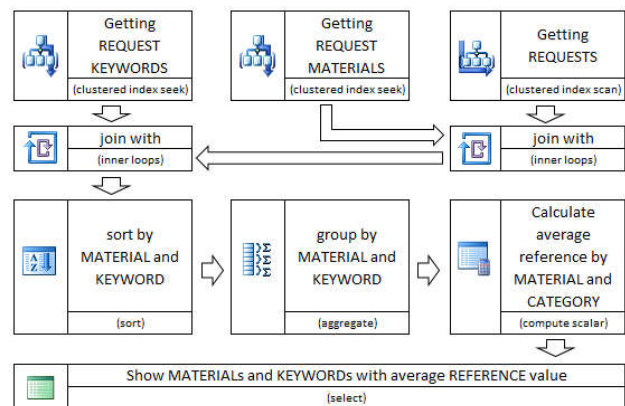 Getting
REQUEST
KEYWORDS
(clustered index seek)
Getting
REQUEST
MATERIALS
(clustered index seek)
Getting
REQUESTS
(clustered index scan)
join with
(inner loops)
join with
(inner loops)
sort by
MATERIAL and
KEYWORD
(sort)
group by
MATERIAL and
KEYWORD
(aggregate)
Calculate
average
reference by
MATERIAL and
CATEGORY
(compute scalar)
Show MATERIALs and KEYWORDs with average REFERENCE value
(select)